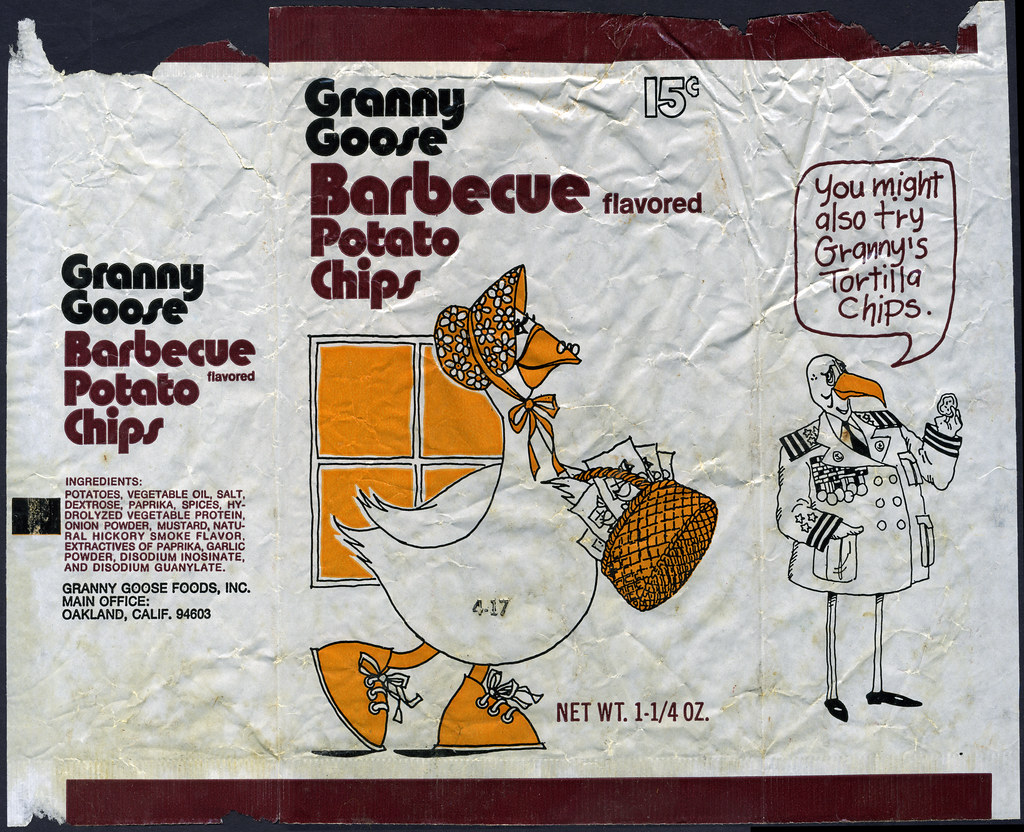 Granny
Goose
Barbecue flavored
Potato
Chips
15¢
4-17
NET WT. 1-1/4 OZ.
Granny
Goose
Barbecue
Potato flavored
Chips
INGREDIENTS:
POTATOES, VEGETABLE OIL, SALT,
DEXTROSE, PAPRIKA, SPICES, HY-
DROLYZED VEGETABLE PROTEIN,
ONION POWDER, MUSTARD, NATU-
RAL HICKORY SMOKE FLAVOR,
EXTRACTIVES OF PAPRIKA, GARLIC
POWDER, DISODIUM INOSINATE,
AND DISODIUM GUANYLATE.
GRANNY GOOSE FOODS, INC.
MAIN OFFICE:
OAKLAND, CALIF. 94603
You might
also try
Granny's
Tortilla
Chips.